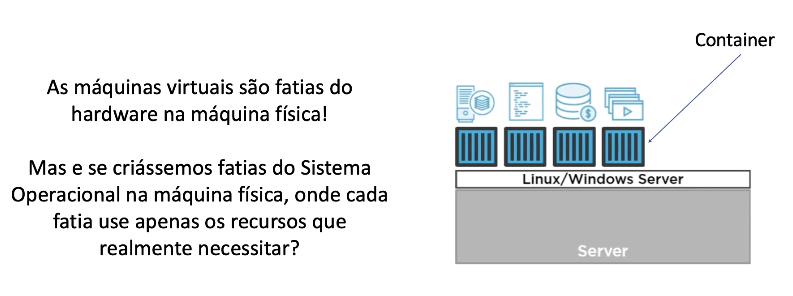 Container
As máquinas virtuais são fatias do
hardware na máquina física!
Mas e se criássemos fatias do Sistema
Operacional na máquina física, onde cada
fatia use apenas os recursos que
realmente necessitar?
Linux/Windows Server
Server